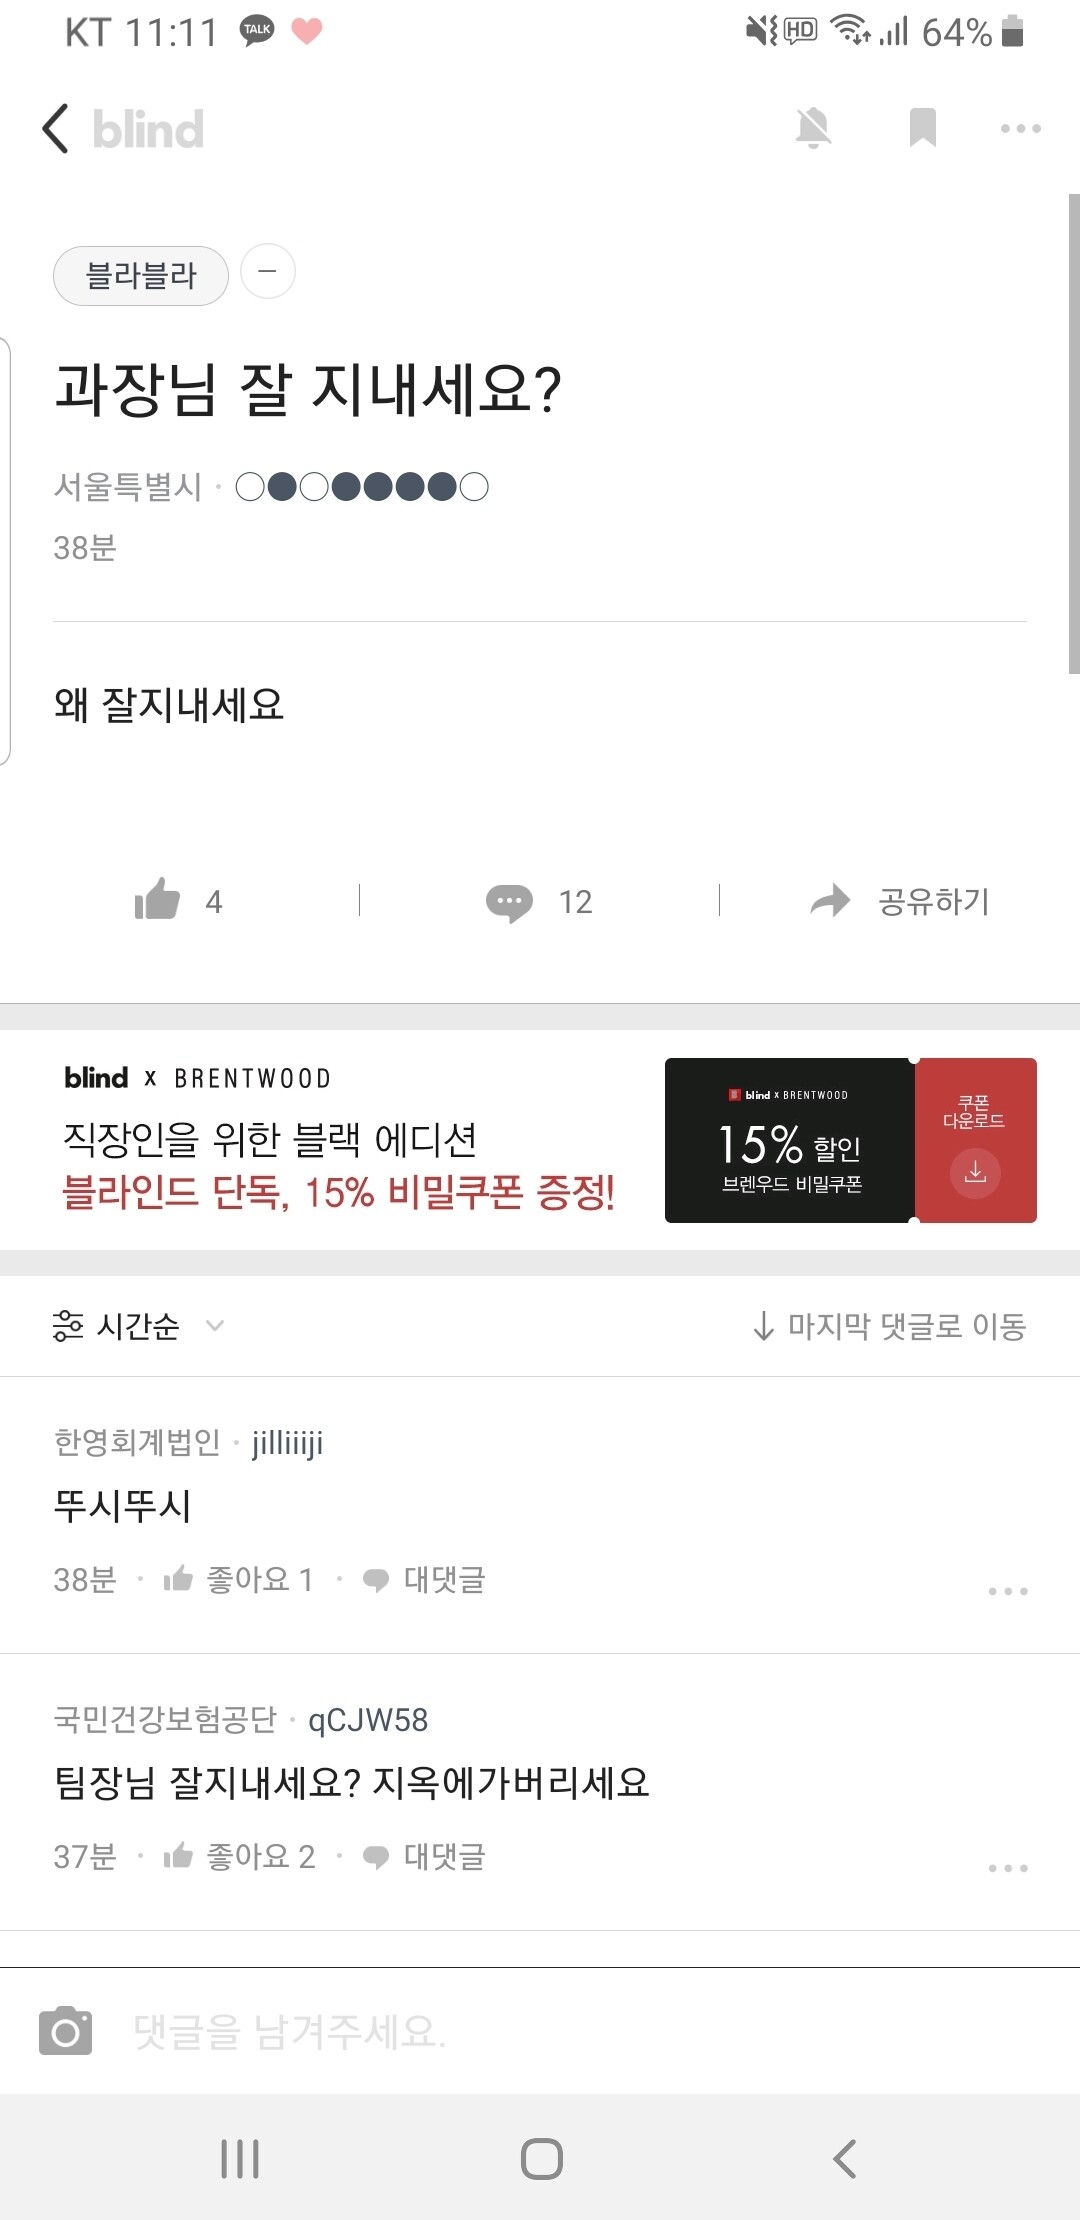 KT 11:11 TALK HD 64%
blind
블라블라
과장님 잘 지내세요?
서울특별시 · ○●○●●●●○
38분
왜 잘지내세요
4 12 공유하기
blind x BRENTWOOD
직장인을 위한 블랙 에디션
블라인드 단독, 15% 비밀쿠폰 증정!
blind x BRENTWOOD
15% 할인
브렌우드 비밀쿠폰
쿠폰
다운로드
시간순 마지막 댓글로 이동
한영회계법인 · jilliiiji
뚜시뚜시
38분 · 좋아요 1 · 대댓글
국민건강보험공단 · qCJW58
팀장님 잘지내세요? 지옥에가버리세요
37분 · 좋아요 2 · 대댓글
댓글을 남겨주세요.